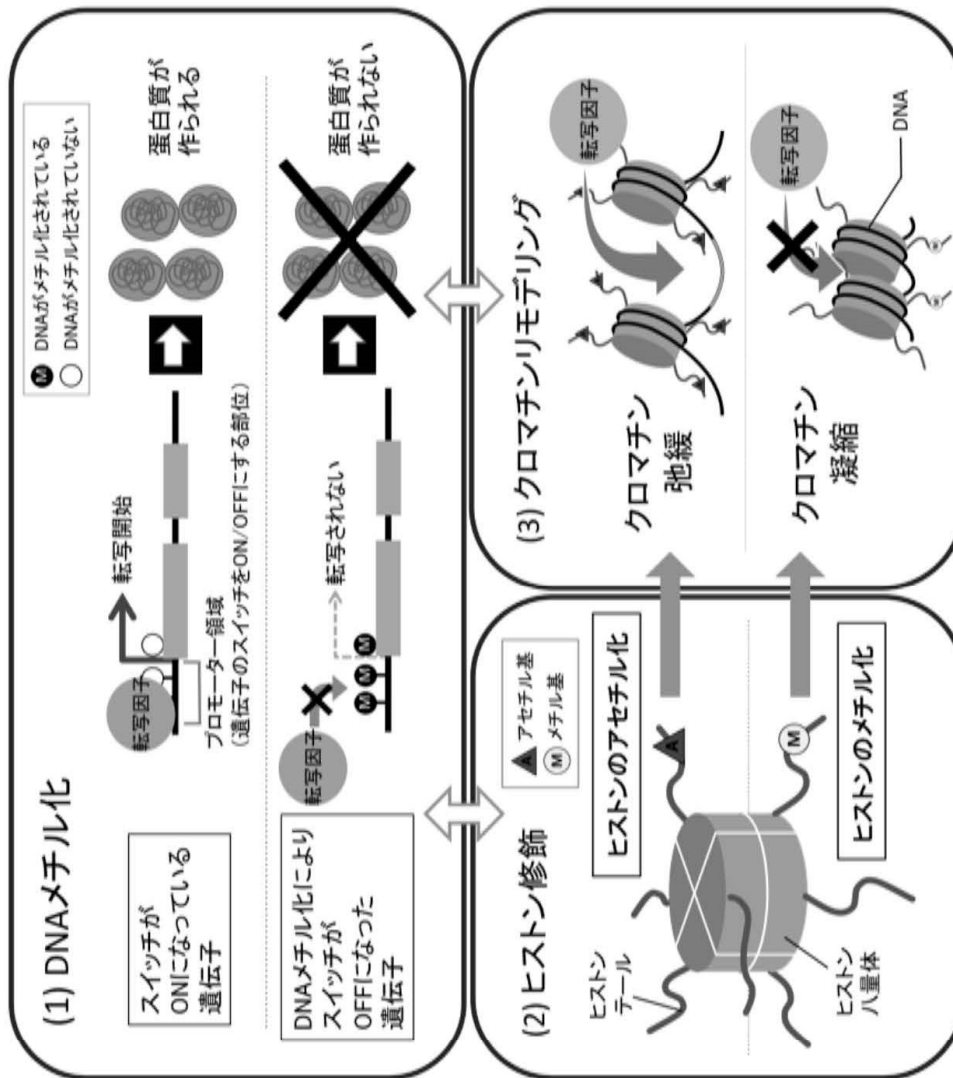 (1) DNAメチル化
M DNAがメチル化されている
DNAがメチル化されていない
スイッチが
ONになっている
遺伝子
転写因子
転写開始
プロモーター領域
(遺伝子のスイッチをON/OFFにする部位)
蛋白質が
作られる
DNAメチル化により
スイッチが
OFFになった
遺伝子
転写因子
転写されない
M M M M
蛋白質が
作られない
(2) ヒストン修飾
A アセチル基
M メチル基
ヒストン
テール
ヒストン
八量体
A
ヒストンのアセチル化
M
ヒストンのメチル化
(3) クロマチンリモデリング
クロマチン
弛緩
転写因子
クロマチン
凝縮
転写因子
DNA